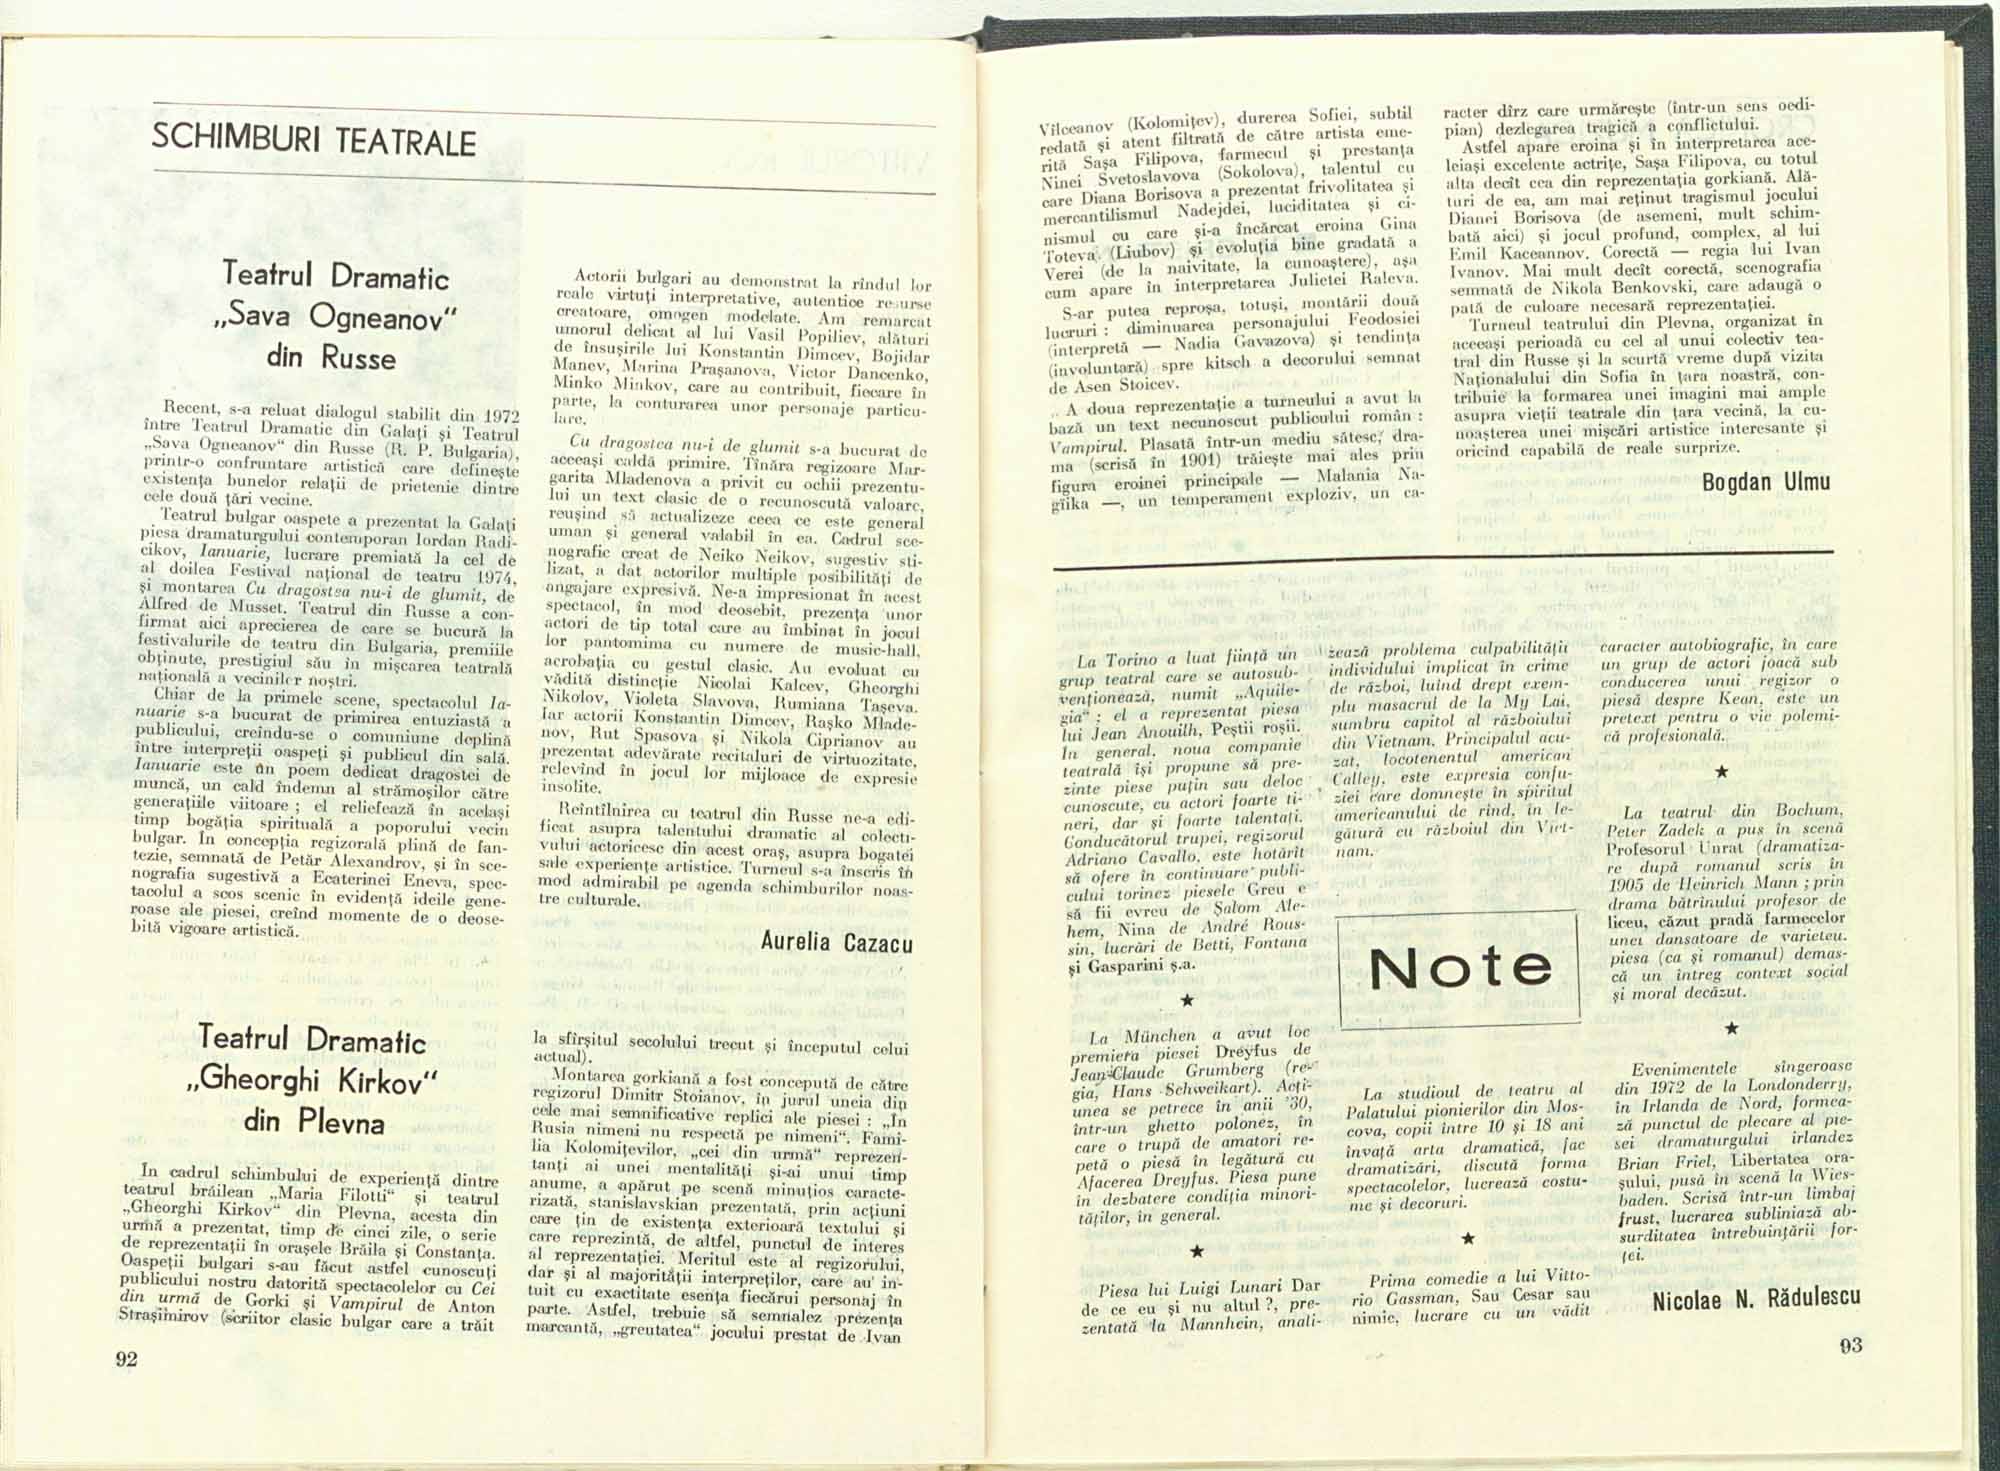 SCHIMBURI TEATRALE
Teatrul Dramatic
„Sava Ogneanov“
din Russe
Recent, s-a reluat dialogul stabilit din 1972
între Teatrul Dramatic din Galați și Teatrul
„Sava Ogneanov“ din Russe (R. P. Bulgaria),
printr-o confruntare artistică care definește
existența bunelor relații de prietenie dintre
cele două țări vecine.
Teatrul bulgar oaspete a prezentat la Galați
piesa dramaturgului contemporan Iordan Radi-
cikov, Ianuarie, lucrare premiată la cel de
al doilea Festival național de teatru 1974,
și montarea Cu dragostea nu-i de glumit, de
Alfred de Musset. Teatrul din Russe a con-
firmat aici aprecierea de care se bucură la
festivalurile de teatru din Bulgaria, premiile
obținute, prestigiul său în mișcarea teatrală
națională a vecinilor noștri.
Chiar de la primele scene, spectacolul Ia-
nuarie s-a bucurat de primirea entuziastă a
publicului, creîndu-se o comuniune deplină
între interpreții oaspeți și publicul din sală.
Ianuarie este un poem dedicat dragostei de
muncă, un cald îndemn al strămoșilor către
generațiile viitoare ; el reliefează în același
timp bogăția spirituală a poporului vecin
bulgar. În concepția regizorală plină de fan-
tezie, semnată de Petăr Alexandrov, și în sce-
nografia sugestivă a Ecaterinei Eneva, spec-
tacolul a scos scenic în evidență ideile gene-
roase ale piesei, creînd momente de o deose-
bită vigoare artistică.
Actorii bulgari au demonstrat la rîndul lor
reale virtuți interpretative, autentice resurse
creatoare, omogen modelate. Am remarcat
umorul delicat al lui Vasil Popiliev, alături
de însușirile lui Konstantin Dimcev, Bojidar
Manev, Marina Prașanova, Victor Dancenko,
Minko Minkov, care au contribuit, fiecare în
parte, la conturarea unor personaje particu-
lare.
Cu dragostea nu-i de glumit s-a bucurat de
aceeași caldă primire. Tînăra regizoare Mar-
garita Mladenova a privit cu ochii prezentu-
lui un text clasic de o recunoscută valoare,
reușind să actualizeze ceea ce este general
uman și general valabil în ea. Cadrul sce-
nografic creat de Neiko Neikov, sugestiv sti-
lizat, a dat actorilor multiple posibilități de
angajare expresivă. Ne-a impresionat în acest
spectacol, în mod deosebit, prezența unor
actori de tip total care au îmbinat în jocul
lor pantomima cu numere de music-hall,
acrobația cu gestul clasic. Au evoluat cu
vădită distincție Nicolai Kalcev, Gheorghi
Nikolov, Violeta Slavova, Rumiana Tașeva.
Iar actorii Konstantin Dimcev, Rașko Mlade-
nov, Rut Spasova și Nikola Ciprianov au
prezentat adevărate recitaluri de virtuozitate,
relevînd în jocul lor mijloace de expresie
insolite.
Reîntîlnirea cu teatrul din Russe ne-a edi-
ficat asupra talentului dramatic al colecti-
vului actoricesc din acest oraș, asupra bogatei
sale experiențe artistice. Turneul s-a înscris în
mod admirabil pe agenda schimburilor noas-
tre culturale.
Aurelia Cazacu
Teatrul Dramatic
„Gheorghi Kirkov“
din Plevna
În cadrul schimbului de experiență dintre
teatrul brăilean „Maria Filotti“ și teatrul
„Gheorghi Kirkov“ din Plevna, acesta din
urmă a prezentat, timp de cinci zile, o serie
de reprezentații în orașele Brăila și Constanța.
Oaspeții bulgari s-au făcut astfel cunoscuți
publicului nostru datorită spectacolelor cu Cei
din urmă de Gorki și Vampirul de Anton
Strașimirov (scriitor clasic bulgar care a trăit
la sfîrșitul secolului trecut și începutul celui
actual).
Montarea gorkiană a fost concepută de către
regizorul Dimitr Stoianov, în jurul uneia din
cele mai semnificative replici ale piesei : „În
Rusia nimeni nu respectă pe nimeni“. Fami-
lia Kolomițevilor, „cei din urmă“ reprezen-
tanți ai unei mentalități și-ai unui timp
anume, a apărut pe scenă minuțios caracte-
rizată, stanislavskian prezentată, prin acțiuni
care țin de existența exterioară textului și
care reprezintă, de altfel, punctul de interes
al reprezentației. Meritul este al regizorului,
dar și al majorității interpreților, care au in-
tuit cu exactitate esența fiecărui personaj în
parte. Astfel, trebuie să semnalez prezența
marcantă, „greutatea“ jocului prestat de Ivan
92
Vîlceanov (Kolomițev), durerea Sofiei, subtil
redată și atent filtrată de către artista eme-
rită Sașa Filipova, farmecul și prestanța
Ninei Svetoslavova (Sokolova), talentul cu
care Diana Borisova a prezentat frivolitatea și
mercantilismul Nadejdei, luciditatea și ci-
nismul cu care și-a încărcat eroina Gina
Toteva (Liubov) și evoluția bine gradată a
Verei (de la naivitate, la cunoaștere), așa
cum apare în interpretarea Julietei Raleva.
S-ar putea reproșa, totuși, montării două
lucruri : diminuarea personajului Feodosiei
(interpretă — Nadia Gavazova) și tendința
(involuntară) spre kitsch a decorului semnat
de Asen Stoicev.
A doua reprezentație a turneului a avut la
bază un text necunoscut publicului român :
Vampirul. Plasată într-un mediu sătesc, dra-
ma (scrisă în 1901) trăiește mai ales prin
figura eroinei principale — Malania Na-
gîika —, un temperament exploziv, un ca-
racter dîrz care urmărește (într-un sens oedi-
pian) dezlegarea tragică a conflictului.
Astfel apare eroina și în interpretarea ace-
leiași excelente actrițe, Sașa Filipova, cu totul
alta decît cea din reprezentația gorkiană. Ală-
turi de ea, am mai reținut tragismul jocului
Dianei Borisova (de asemeni, mult schim-
bată aici) și jocul profund, complex, al lui
Emil Kaceannov. Corectă — regia lui Ivan
Ivanov. Mai mult decît corectă, scenografia
semnată de Nikola Benkovski, care adaugă o
pată de culoare necesară reprezentației.
Turneul teatrului din Plevna, organizat în
aceeași perioadă cu cel al unui colectiv tea-
tral din Russe și la scurtă vreme după vizita
Naționalului din Sofia în țara noastră, con-
tribuie la formarea unei imagini mai ample
asupra vieții teatrale din țara vecină, la cu-
noașterea unei mișcări artistice interesante și
oricind capabilă de reale surprize.
Bogdan Ulmu
La Torino a luat ființă un
grup teatral care se autosub-
venționează, numit „Aquile-
gia“ ; el a reprezentat piesa
lui Jean Anouilh, Peștii roșii.
În general, noua companie
teatrală își propune să pre-
zinte piese puțin sau deloc
cunoscute, cu actori foarte ti-
neri, dar și foarte talentați.
Conducătorul trupei, regizorul
Adriano Cavallo, este hotărît
să ofere în continuare publi-
cului torinez piesele Greu e
să fii evreu de Șalom Ale-
hem, Nina de André Rous-
sin, lucrări de Betti, Fontana
și Gasparini ș.a.
★
La München a avut loc
premiera piesei Dreyfus de
Jean-Claude Grumberg (re-
gia, Hans Schweikart). Acți-
unea se petrece în anii '30,
într-un ghetto polonez, în
care o trupă de amatori re-
petă o piesă în legătură cu
Afacerea Dreyfus. Piesa pune
în dezbatere condiția minori-
tăților, în general.
★
Piesa lui Luigi Lunari Dar
de ce eu și nu altul ?, pre-
zentată la Mannhein, anali-
zează problema culpabilității
individului implicat în crime
de război, luînd drept exem-
plu masacrul de la My Lai,
sumbru capitol al războiului
din Vietnam. Principalul acu-
zat, locotenentul american
Calley, este expresia confu-
ziei care domnește în spiritul
americanului de rînd, în le-
gătură cu războiul din Viet-
nam.
Note
La studioul de teatru al
Palatului pionierilor din Mos-
cova, copii între 10 și 18 ani
învață arta dramatică, fac
dramatizări, discută forma
spectacolelor, lucrează costu-
me și decoruri.
★
Prima comedie a lui Vitto-
rio Gassman, Sau Cesar sau
nimic, lucrare cu un vădit
caracter autobiografic, în care
un grup de actori joacă sub
conducerea unui regizor o
piesă despre Kean, este un
pretext pentru o vie polemi-
că profesională.
★
La teatrul din Bochum,
Peter Zadek a pus în scenă
Profesorul Unrat (dramatiza-
re după romanul scris în
1905 de Heinrich Mann ; prin
drama bătrînului profesor de
liceu, căzut pradă farmecelor
unei dansatoare de varieteu,
piesa (ca și romanul) demas-
că un întreg context social
și moral decăzut.
★
Evenimentele sîngeroase
din 1972 de la Londonderry,
în Irlanda de Nord, formea-
ză punctul de plecare al pie-
sei dramaturgului irlandez
Brian Friel, Libertatea ora-
șului, pusă în scenă la Wies-
baden. Scrisă într-un limbaj
frust, lucrarea subliniază ab-
surditatea întrebuințării for-
ței.
Nicolae N. Rădulescu
93